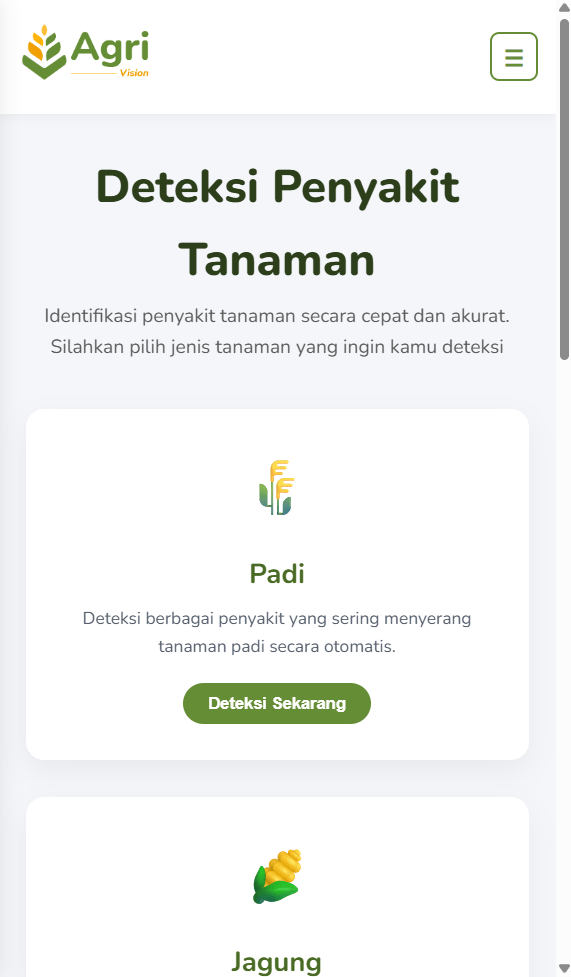 Agri
Vision
Deteksi Penyakit
Tanaman
Identifikasi penyakit tanaman secara cepat dan akurat.
Silahkan pilih jenis tanaman yang ingin kamu deteksi
Padi
Deteksi berbagai penyakit yang sering menyerang
tanaman padi secara otomatis.
Deteksi Sekarang
Jagung